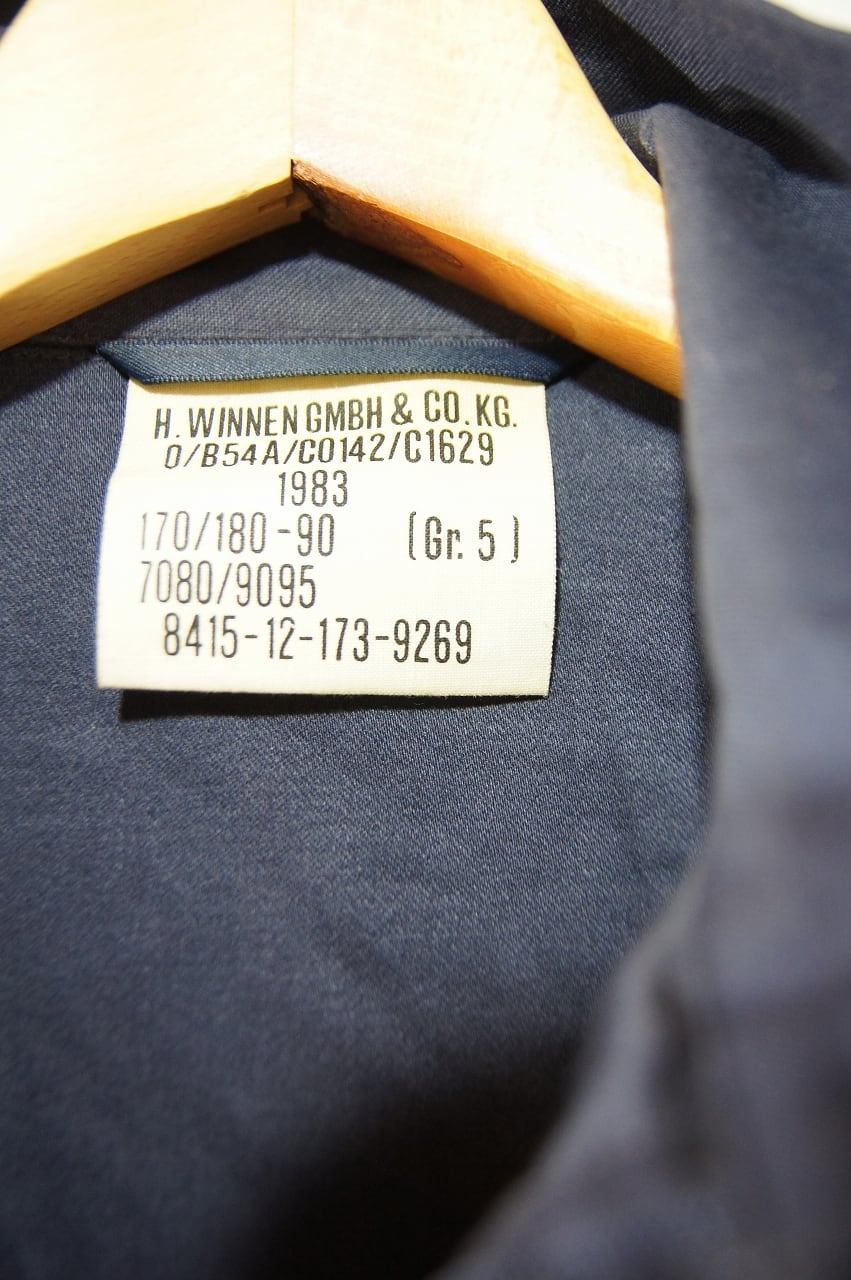 H. WINNEN GMBH & CO. KG.
0/B54A/C0142/C1629
1983
170/180-90 (Gr. 5)
7080/9095
8415-12-173-9269